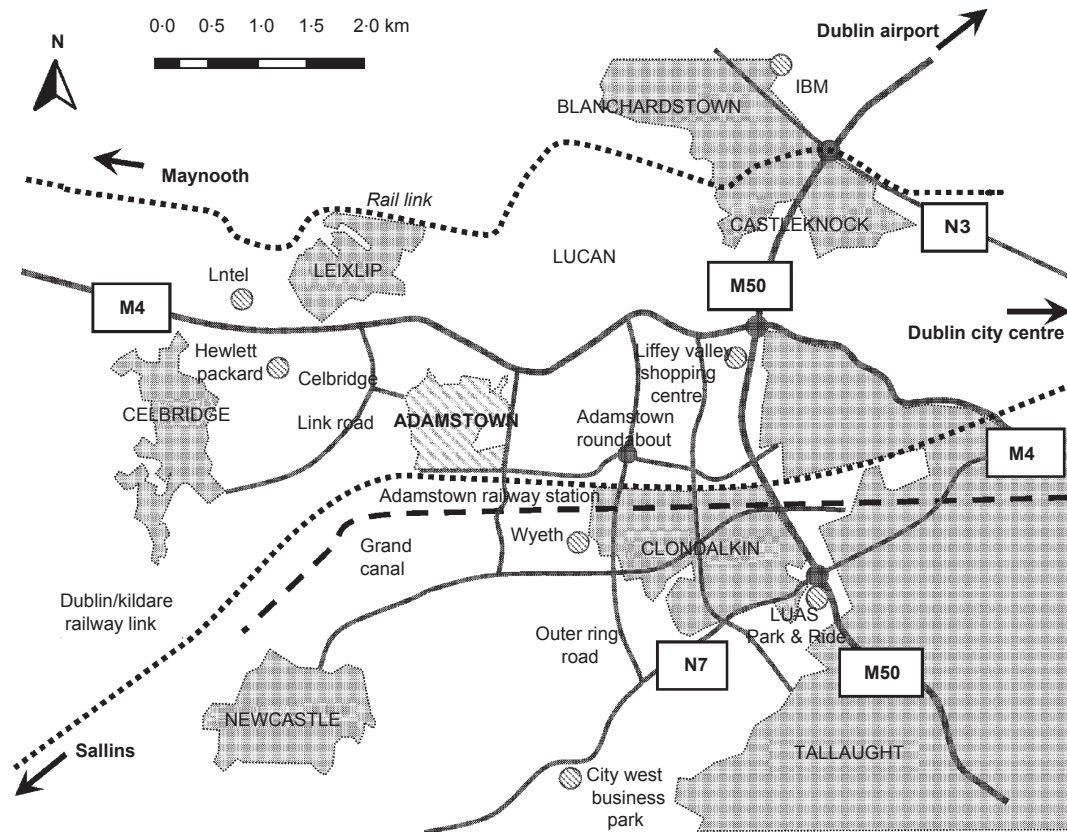 0·0 0·5 1·0 1·5 2·0 km
N
Dublin airport
IBM
BLANCHARDSTOWN
Maynooth
Rail link
CASTLEKNOCK
N3
LUCAN
Lntel
LEIXLIP
M50
M4
Dublin city centre
Hewlett
packard
Celbridge
Link road
CELBRIDGE
ADAMSTOWN
Liffey valley
shopping
centre
Adamstown
roundabout
M4
Adamstown railway station
Wyeth
Grand
canal
CLONDALKIN
Dublin/kildare
railway link
LUAS
Park & Ride
Outer ring
road
N7
M50
NEWCASTLE
Sallins
TALLAUGHT
City west
business
park